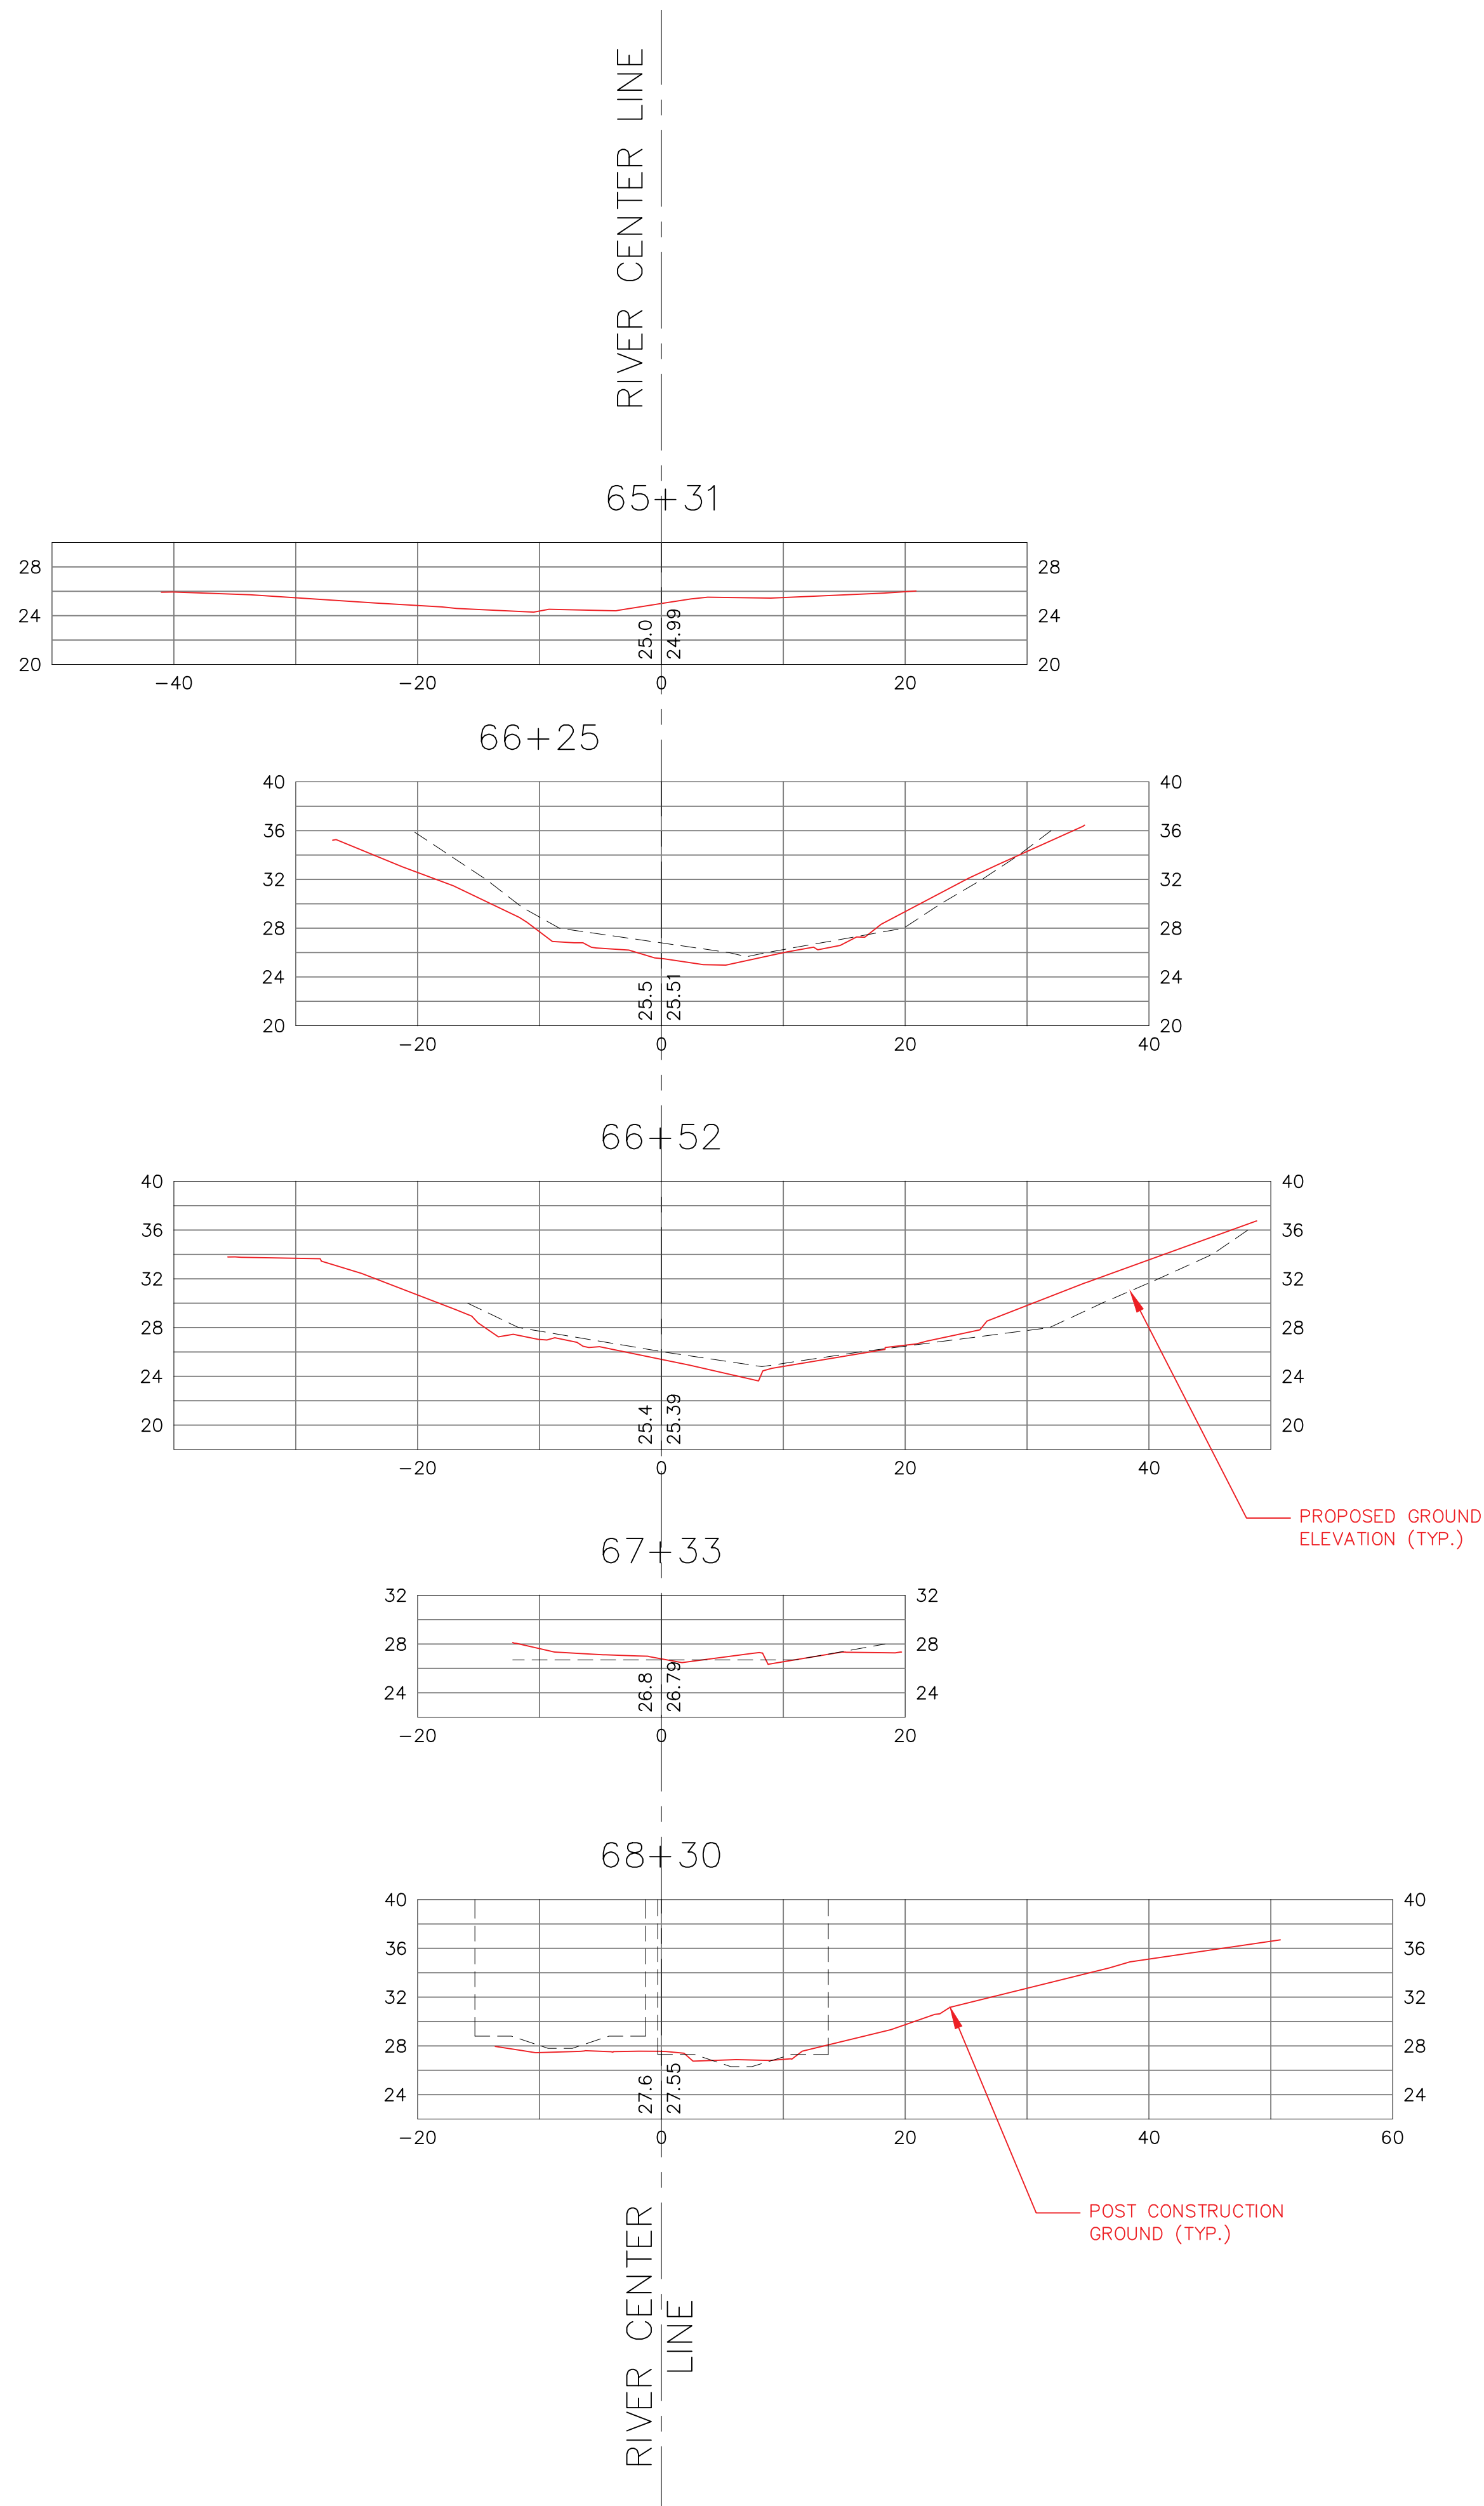 RIVER CENTER LINE
65+31
28 28
24 24
25.0 24.99
20 20
-40 -20 0 20
66+25
40 40
36 36
32 32
28 28
24 24
25.5 25.51
20 20
-20 0 20 40
66+52
40 40
36 36
32 32
28 28
24 24
25.4 25.39
20 20
-20 0 20 40
PROPOSED GROUND
ELEVATION (TYP.)
67+33
32 32
28 28
26.8 26.79
24 24
-20 0 20
68+30
40 40
36 36
32 32
28 28
27.6 27.55
24 24
-20 0 20 40 60
POST CONSTRUCTION
GROUND (TYP.)
RIVER CENTER
LINE